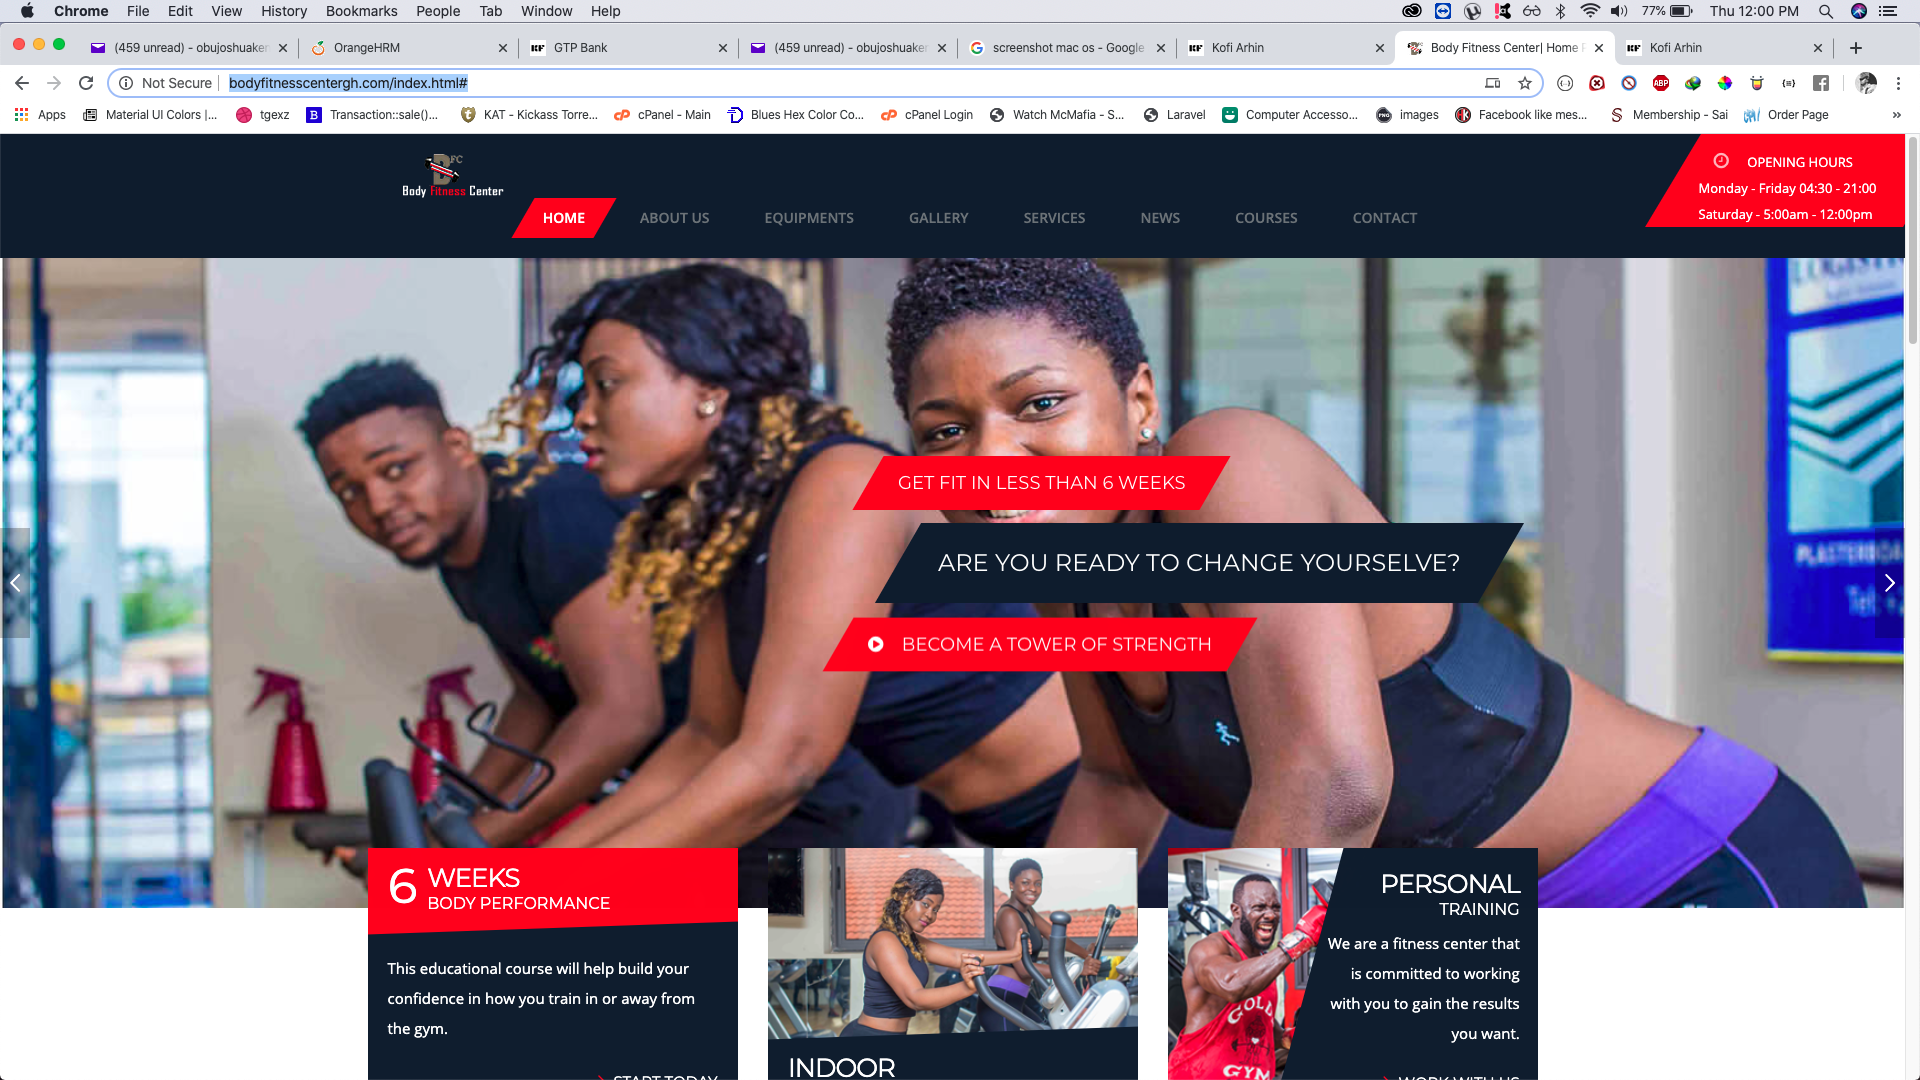 Chrome File Edit View History Bookmarks People Tab Window Help
77% Thu 12:00 PM
(459 unread) - obujoshuaker
OrangeHRM
GTP Bank
(459 unread) - obujoshuaker
screenshot mac os - Google
Kofi Arhin
Body Fitness Center| Home P
Kofi Arhin
Not Secure bodyfitnesscentergh.com/index.html#
Apps
Material UI Colors |...
tgexz
Transaction::sale()...
KAT - Kickass Torre...
cPanel - Main
Blues Hex Color Co...
cPanel Login
Watch McMafia - S...
Laravel
Computer Accesso...
images
Facebook like mes...
Membership - Sai
Order Page
»
FC
Body Fitness Center
HOME ABOUT US EQUIPMENTS GALLERY SERVICES NEWS COURSES CONTACT
OPENING HOURS
Monday - Friday 04:30 - 21:00
Saturday - 5:00am - 12:00pm
GET FIT IN LESS THAN 6 WEEKS
ARE YOU READY TO CHANGE YOURSELVE?
BECOME A TOWER OF STRENGTH
6 WEEKS
BODY PERFORMANCE
This educational course will help build your
confidence in how you train in or away from
the gym.
START TODAY
INDOOR
PERSONAL
TRAINING
We are a fitness center that
is committed to working
with you to gain the results
you want.
WORK WITH US
GOLD
GYM